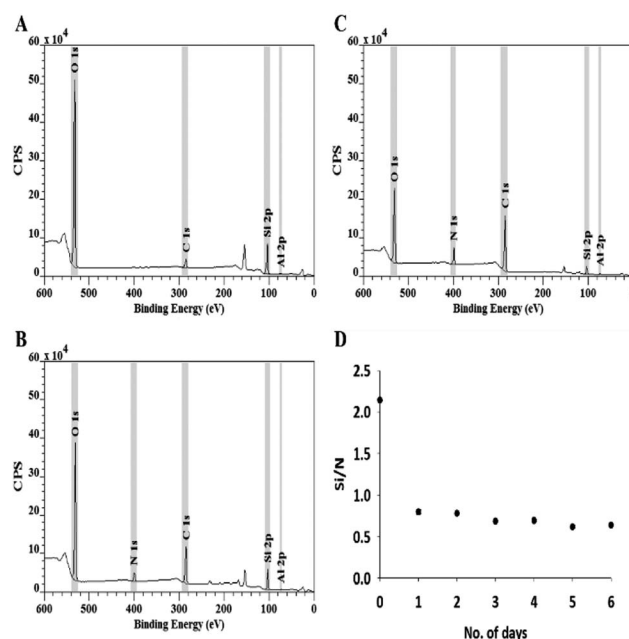 A
60 x 10⁴
50
40
30
20
10
0
CPS
O 1s
C 1s
Si 2p
Al 2p
600 500 400 300 200 100 0
Binding Energy (eV)
C
60 x 10⁴
50
40
30
20
10
0
CPS
O 1s
N 1s
C 1s
Si 2p
Al 2p
600 500 400 300 200 100 0
Binding Energy (eV)
B
60 x 10⁴
50
40
30
20
10
0
CPS
O 1s
N 1s
C 1s
Si 2p
Al 2p
600 500 400 300 200 100 0
Binding Energy (eV)
D
2.5
2.0
1.5
1.0
0.5
0.0
Si/N
0 1 2 3 4 5 6
No. of days